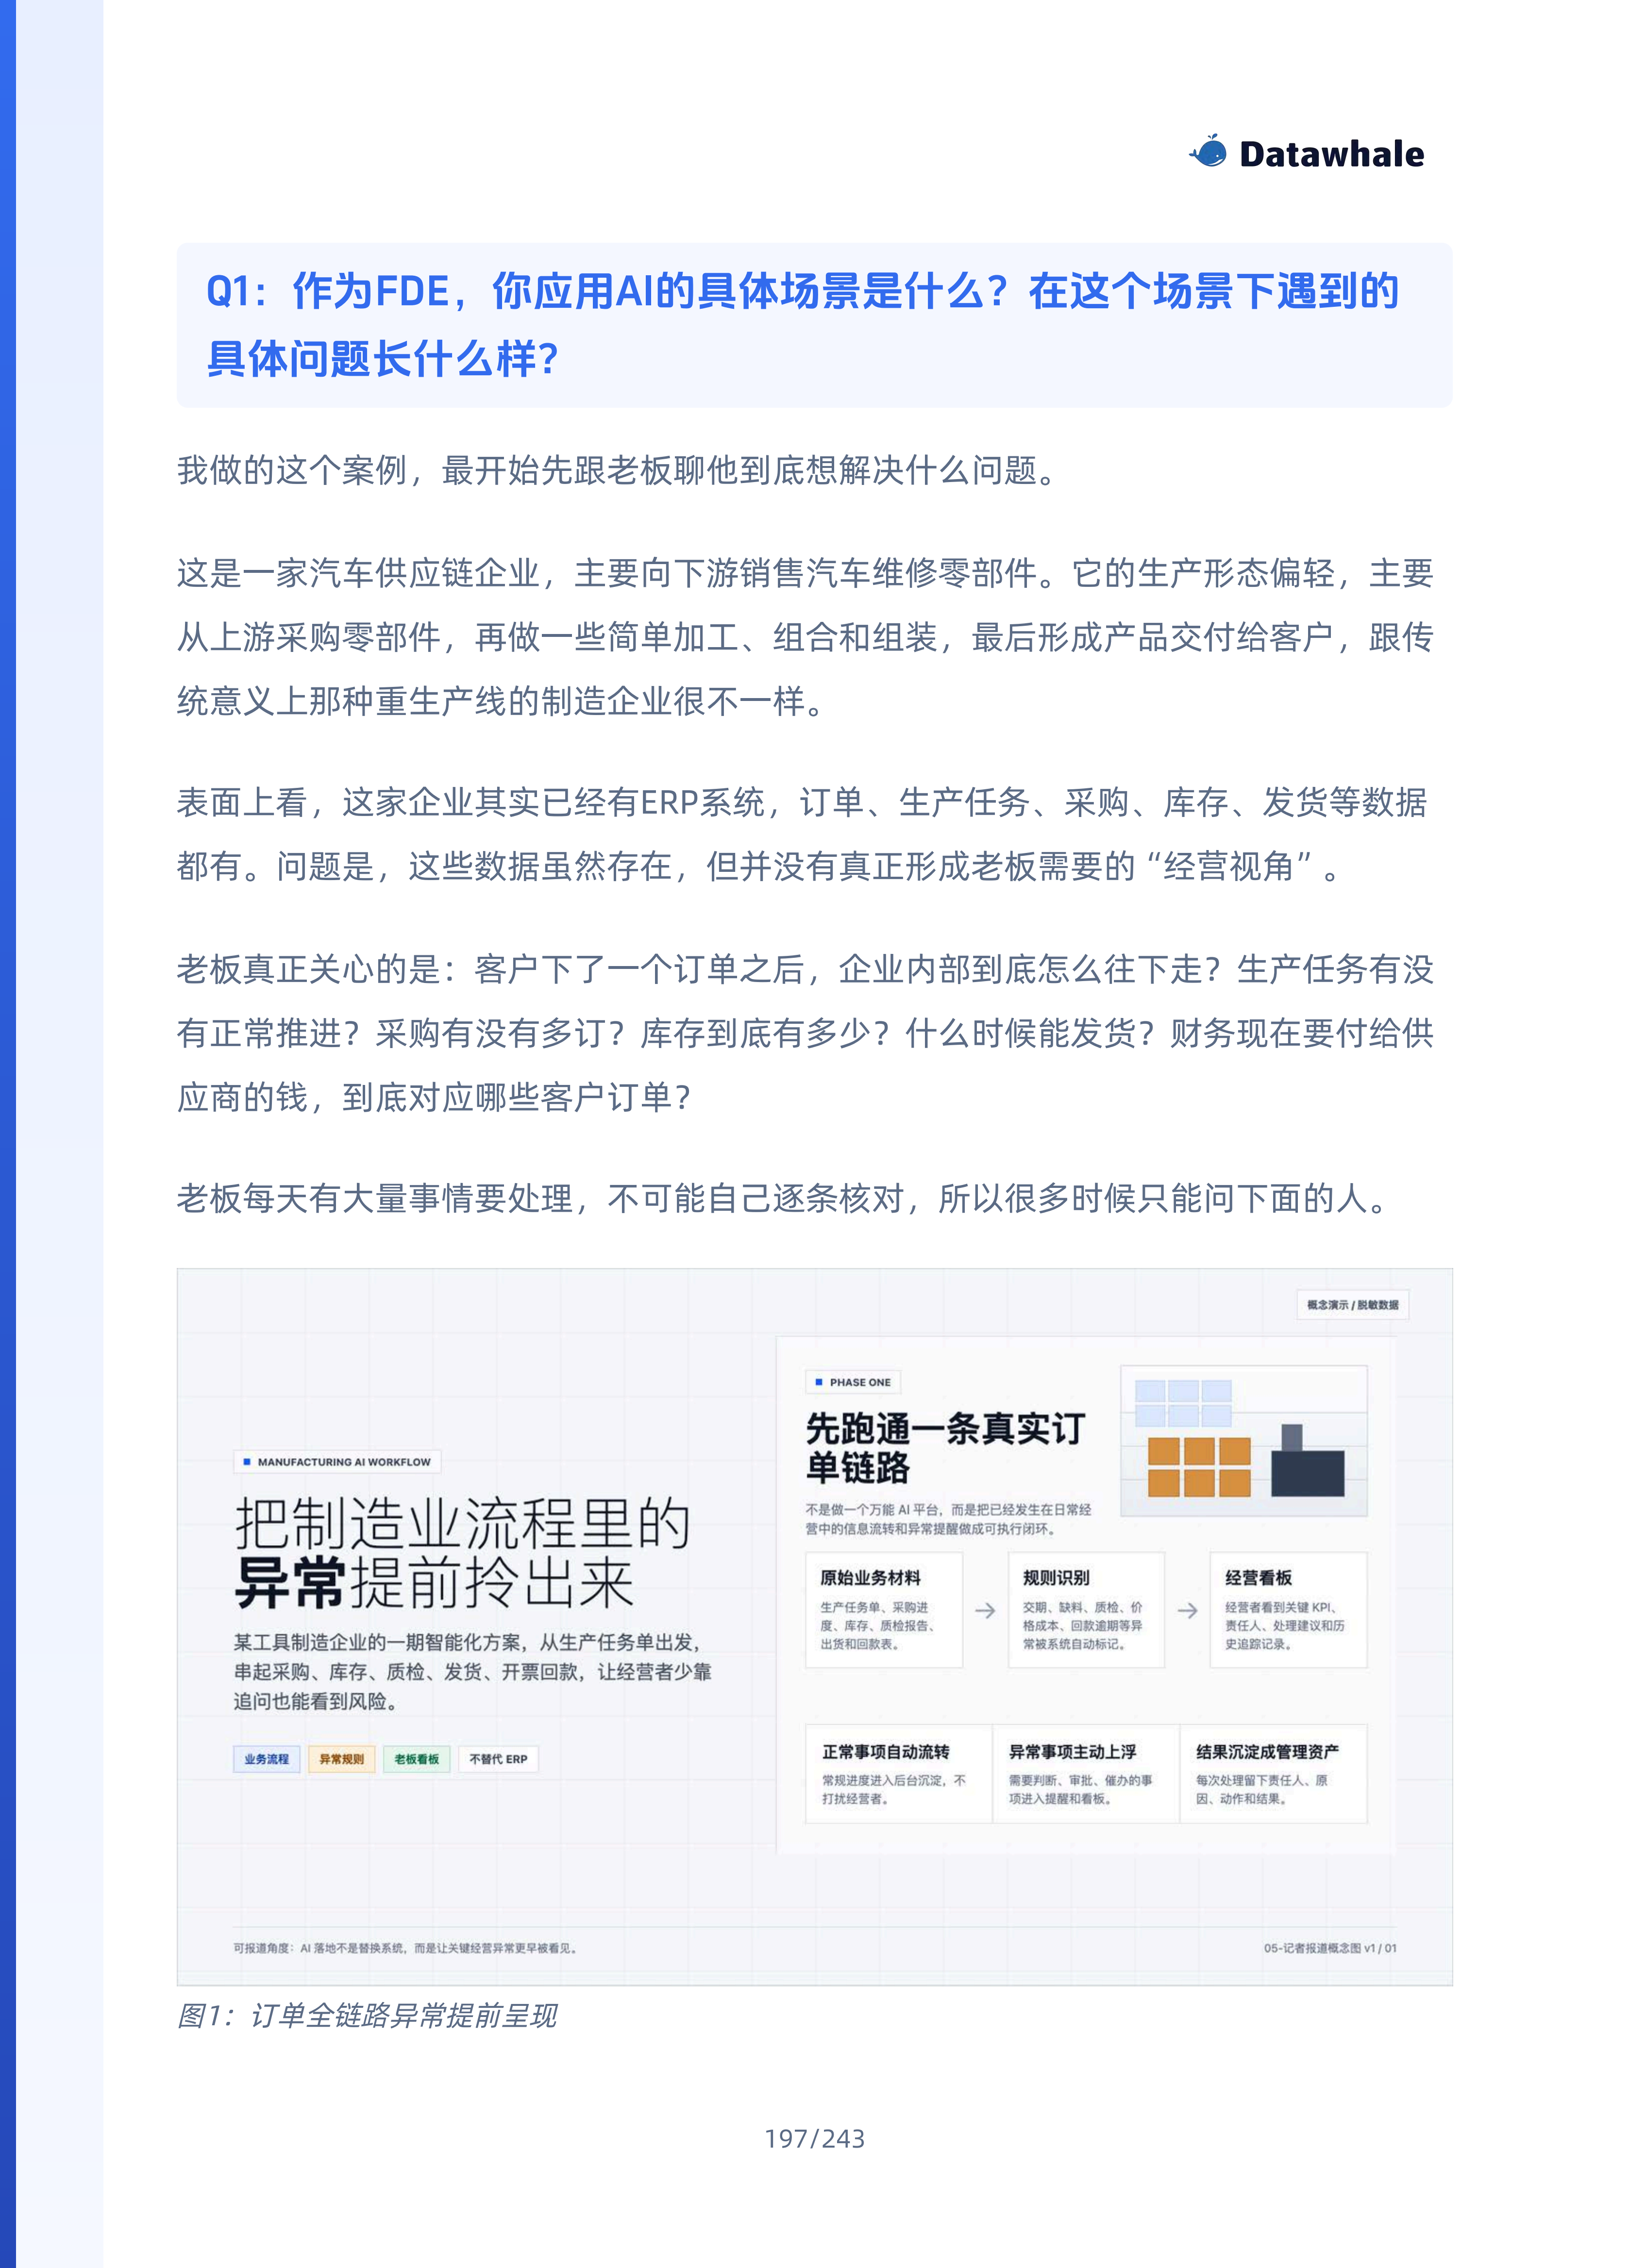 Datawhale
Q1：作为FDE，你应用AI的具体场景是什么？在这个场景下遇到的
具体问题长什么样？
我做的这个案例，最开始先跟老板聊他到底想解决什么问题。
这是一家汽车供应链企业，主要向下游销售汽车维修零部件。它的生产形态偏轻，主要
从上游采购零部件，再做一些简单加工、组合和组装，最后形成产品交付给客户，跟传
统意义上那种重生产线的制造企业很不一样。
表面上看，这家企业其实已经有ERP系统，订单、生产任务、采购、库存、发货等数据
都有。问题是，这些数据虽然存在，但并没有真正形成老板需要的“经营视角”。
老板真正关心的是：客户下了一个订单之后，企业内部到底怎么往下走？生产任务有没
有正常推进？采购有没有多订？库存到底有多少？什么时候能发货？财务现在要付给供
应商的钱，到底对应哪些客户订单？
老板每天有大量事情要处理，不可能自己逐条核对，所以很多时候只能问下面的人。
概念演示 / 脱敏数据
MANUFACTURING AI WORKFLOW
把制造业流程里的
异常提前拎出来
某工具制造企业的一期智能化方案，从生产任务单出发，
串起采购、库存、质检、发货、开票回款，让经营者少靠
追问也能看到风险。
业务流程 异常规则 老板看板 不替代 ERP
PHASE ONE
先跑通一条真实订
单链路
不是做一个万能 AI 平台，而是把已经发生在日常经
营中的信息流转和异常提醒做成可执行闭环。
原始业务材料
生产任务单、采购进
度、库存、质检报告、
出货和回款表。
→
规则识别
交期、缺料、质检、价
格成本、回款逾期等异
常被系统自动标记。
→
经营看板
经营者看到关键 KPI、
责任人、处理建议和历
史追踪记录。
正常事项自动流转
常规进度进入后台沉淀，不
打扰经营者。
异常事项主动上浮
需要判断、审批、催办的事
项进入提醒和看板。
结果沉淀成管理资产
每次处理留下责任人、原
因、动作和结果。
可报道角度：AI 落地不是替换系统，而是让关键经营异常更早被看见。
05-记者报道概念图 v1 / 01
图1：订单全链路异常提前呈现
197/243